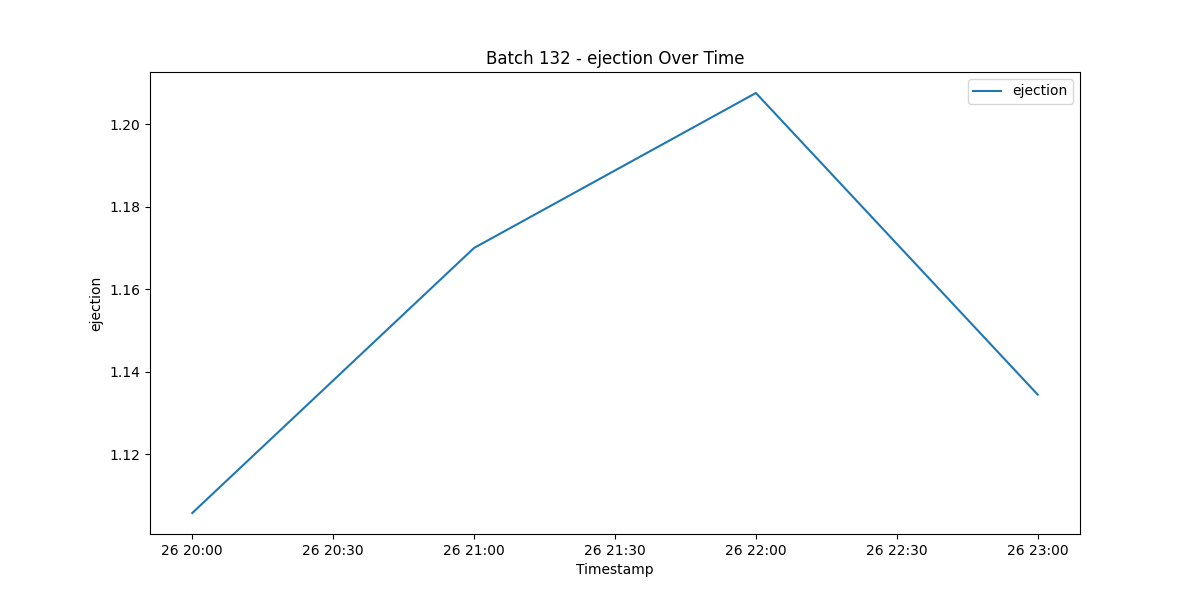 Batch 132 - ejection Over Time
ejection
1.20
1.18
1.16
1.14
1.12
ejection
26 20:00 26 20:30 26 21:00 26 21:30 26 22:00 26 22:30 26 23:00
Timestamp